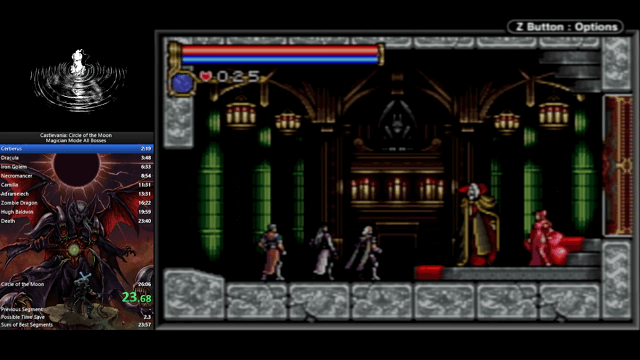 Z Button : Options
025
Castlevania: Circle of the Moon
Magician Mode All Bosses
Cerberus 2:19
Dracula 3:48
Iron Golem 6:33
Necromancer 8:54
Camilla 11:31
Adramelech 13:31
Zombie Dragon 16:22
Hugh Baldwin 19:59
Death 23:40
Circle of the Moon 26:06
23.68
Previous Segment -
Possible Time Save 2.3
Sum of Best Segments 23:57